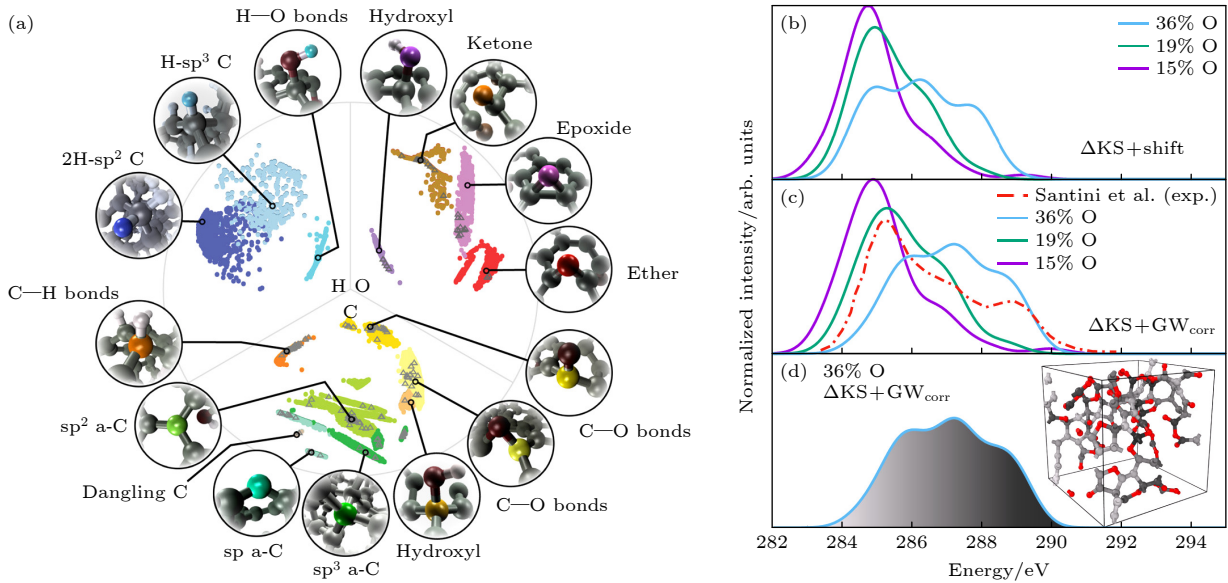 (a)
H—O bonds
Hydroxyl
H-sp³ C
Ketone
2H-sp² C
Epoxide
C—H bonds
Ether
H O
C
sp² a-C
C—O bonds
Dangling C
C—O bonds
sp a-C
sp³ a-C
Hydroxyl
Normalized intensity/arb. units
(b)
36% O
19% O
15% O
ΔKS+shift
(c)
Santini et al. (exp.)
36% O
19% O
15% O
ΔKS+GWcorr
(d)
36% O
ΔKS+GWcorr
282 284 286 288 290 292 294
Energy/eV